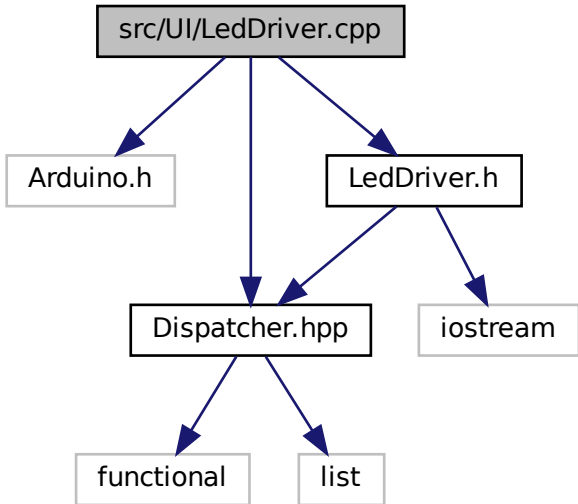 src/UI/LedDriver.cpp
Arduino.h
LedDriver.h
Dispatcher.hpp
iostream
functional
list